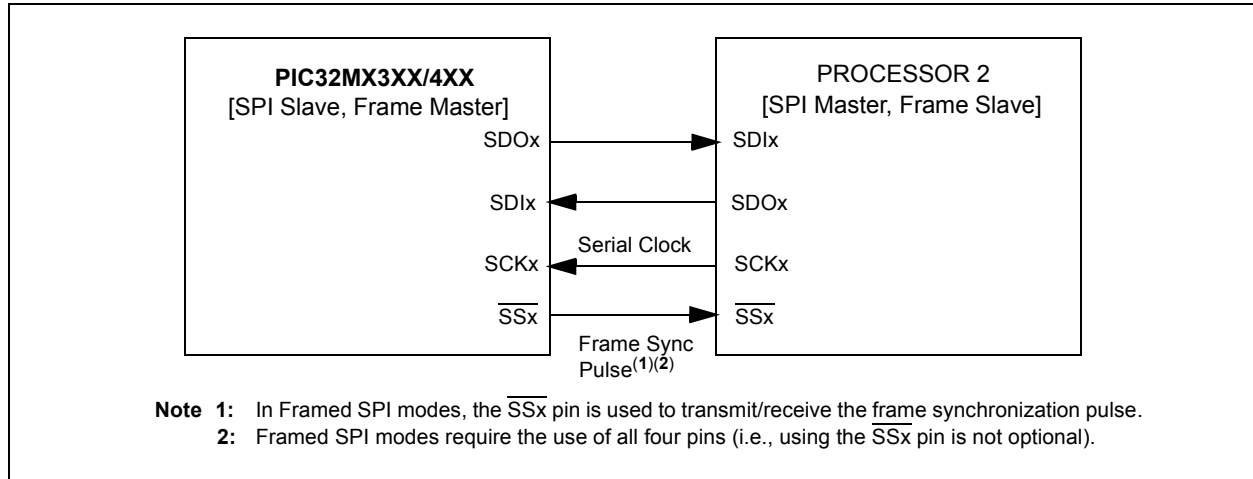 PIC32MX3XX/4XX
[SPI Slave, Frame Master]
PROCESSOR 2
[SPI Master, Frame Slave]
SDOx
SDIx
SDIx
SDOx
Serial Clock
SCKx
SCKx
SSx
SSx
Frame Sync
Pulse(1)(2)
Note 1: In Framed SPI modes, the SSx pin is used to transmit/receive the frame synchronization pulse.
2: Framed SPI modes require the use of all four pins (i.e., using the SSx pin is not optional).